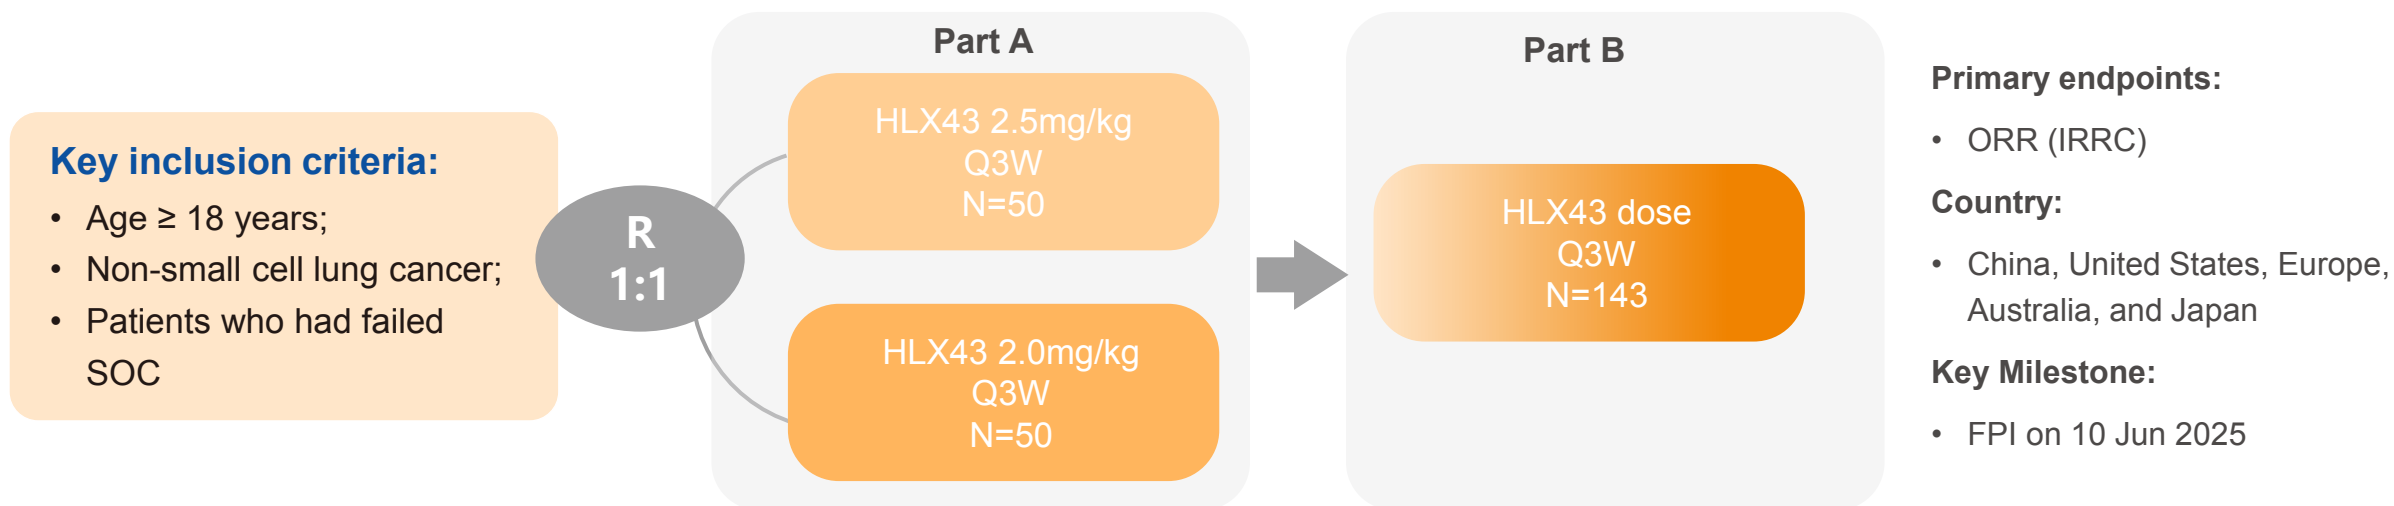 Key inclusion criteria:
• Age ≥ 18 years;
• Non-small cell lung cancer;
• Patients who had failed
SOC
R
1:1
Part A
HLX43 2.5mg/kg
Q3W
N=50
HLX43 2.0mg/kg
Q3W
N=50
Part B
HLX43 dose
Q3W
N=143
Primary endpoints:
• ORR (IRRC)
Country:
• China, United States, Europe,
Australia, and Japan
Key Milestone:
• FPI on 10 Jun 2025